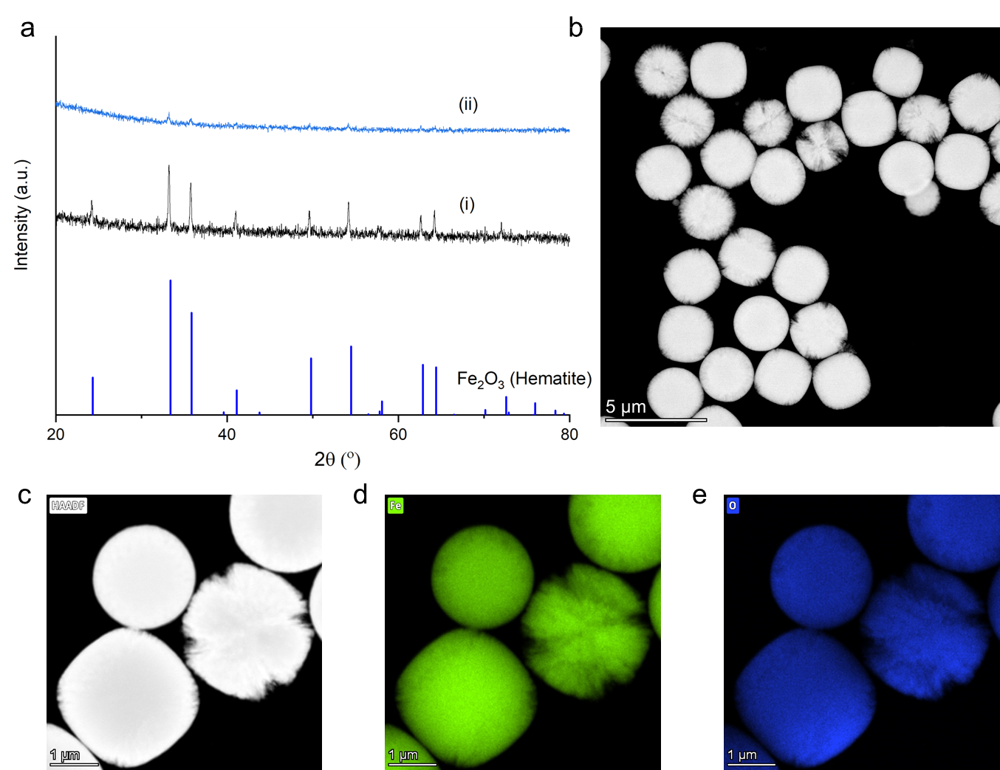 a
b
(ii)
(i)
Intensity (a.u.)
Fe₂O₃ (Hematite)
20
40
60
80
2θ (°)
5 µm
c
d
e
HAADF
Fe
O
1 µm
1 µm
1 µm